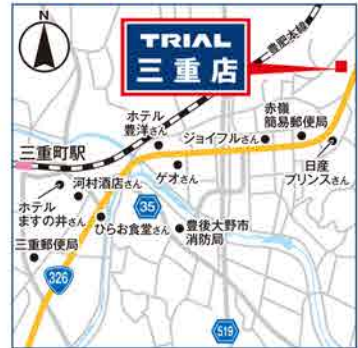 N
TRIAL
三重店
豊肥本線
ホテル
豊洋さん
ジョイフルさん
赤嶺
簡易郵便局
三重町駅
ゲオさん
日産
プリンスさん
河村酒店さん
ホテル
ますの井さん
ひらお食堂さん
35
豊後大野市
消防局
三重郵便局
326
519